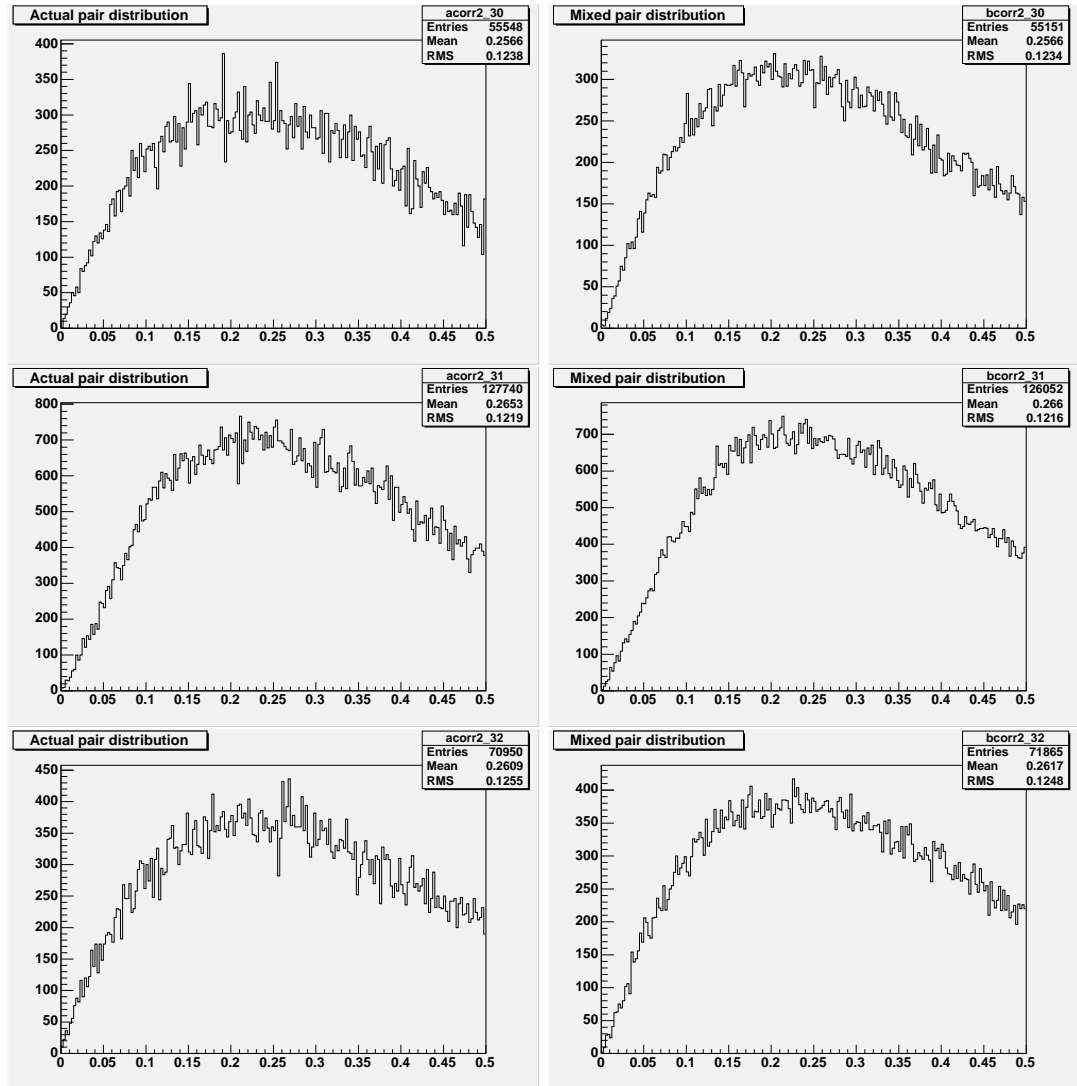 Actual pair distribution
acorr2_30
Entries 55548
Mean 0.2566
RMS 0.1238
400
350
300
250
200
150
100
50
0
0 0.05 0.1 0.15 0.2 0.25 0.3 0.35 0.4 0.45 0.5
Mixed pair distribution
bcorr2_30
Entries 55151
Mean 0.2566
RMS 0.1234
300
250
200
150
100
50
0
0 0.05 0.1 0.15 0.2 0.25 0.3 0.35 0.4 0.45 0.5
Actual pair distribution
acorr2_31
Entries 127740
Mean 0.2653
RMS 0.1219
800
700
600
500
400
300
200
100
0
0 0.05 0.1 0.15 0.2 0.25 0.3 0.35 0.4 0.45 0.5
Mixed pair distribution
bcorr2_31
Entries 126052
Mean 0.266
RMS 0.1216
700
600
500
400
300
200
100
0
0 0.05 0.1 0.15 0.2 0.25 0.3 0.35 0.4 0.45 0.5
Actual pair distribution
acorr2_32
Entries 70950
Mean 0.2609
RMS 0.1255
450
400
350
300
250
200
150
100
50
0
0 0.05 0.1 0.15 0.2 0.25 0.3 0.35 0.4 0.45 0.5
Mixed pair distribution
bcorr2_32
Entries 71865
Mean 0.2617
RMS 0.1248
400
350
300
250
200
150
100
50
0
0 0.05 0.1 0.15 0.2 0.25 0.3 0.35 0.4 0.45 0.5